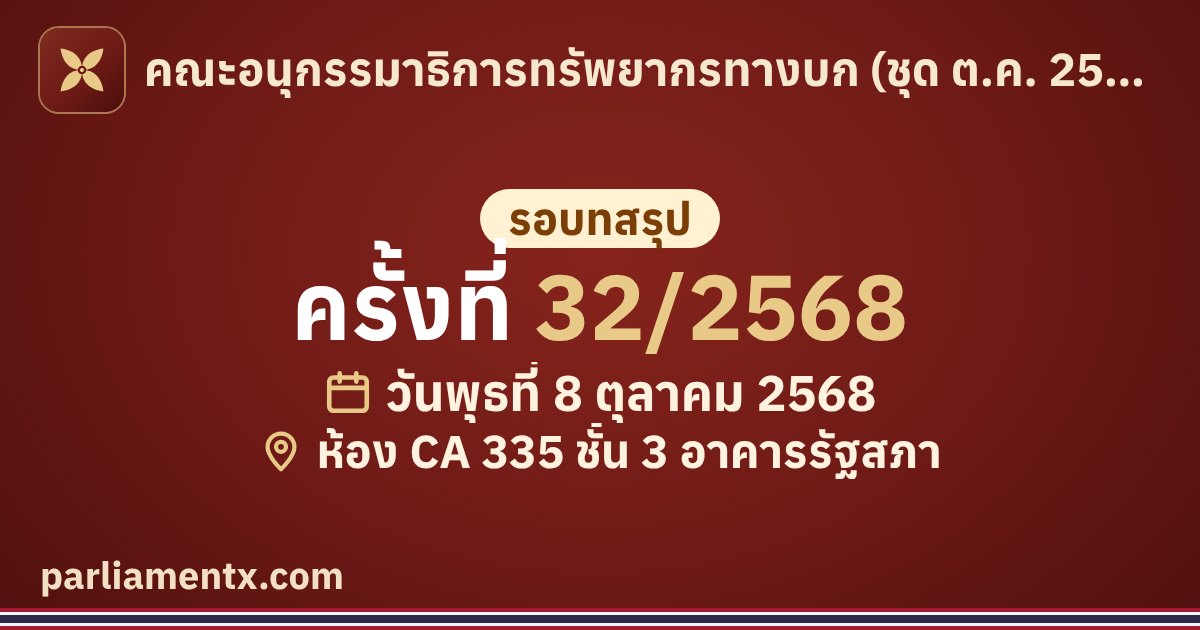 คณะอนุกรรมาธิการทรัพยากรทางบก (ชุด ต.ค. 25...
รอบทสรุป
ครั้งที่ 32/2568
วันพุธที่ 8 ตุลาคม 2568
ห้อง CA 335 ชั้น 3 อาคารรัฐสภา
parliamentx.com